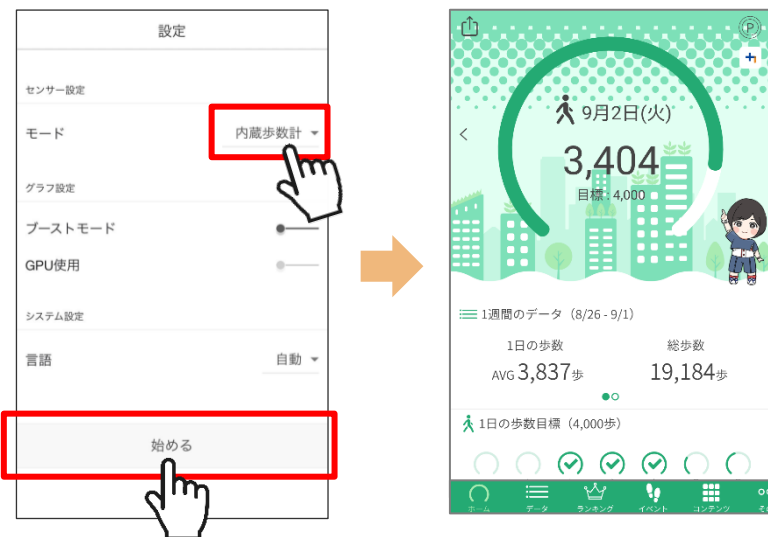 設定
センサー設定
モード
内蔵歩数計
グラフ設定
ブーストモード
GPU使用
システム設定
言語
自動
始める
P
9月2日(火)
3,404
目標 : 4,000
1週間のデータ（8/26 - 9/1）
1日の歩数
総歩数
AVG 3,837歩
19,184歩
1日の歩数目標（4,000歩）
ホーム
データ
ランキング
イベント
コンテンツ